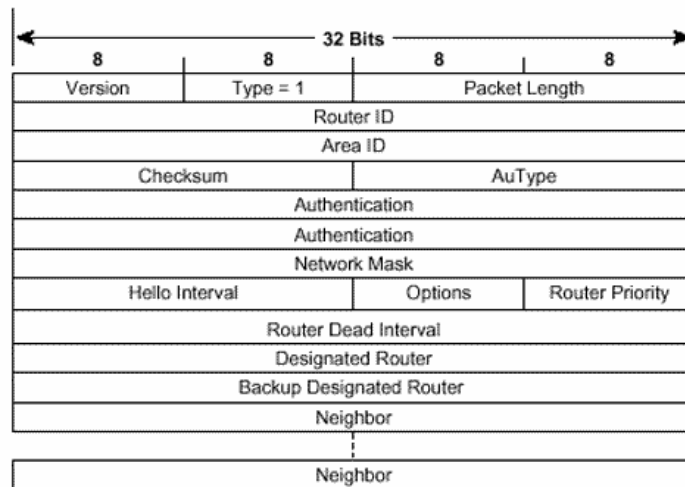 32 Bits
8 8 8 8
Version Type = 1 Packet Length
Router ID
Area ID
Checksum AuType
Authentication
Authentication
Network Mask
Hello Interval Options Router Priority
Router Dead Interval
Designated Router
Backup Designated Router
Neighbor
Neighbor